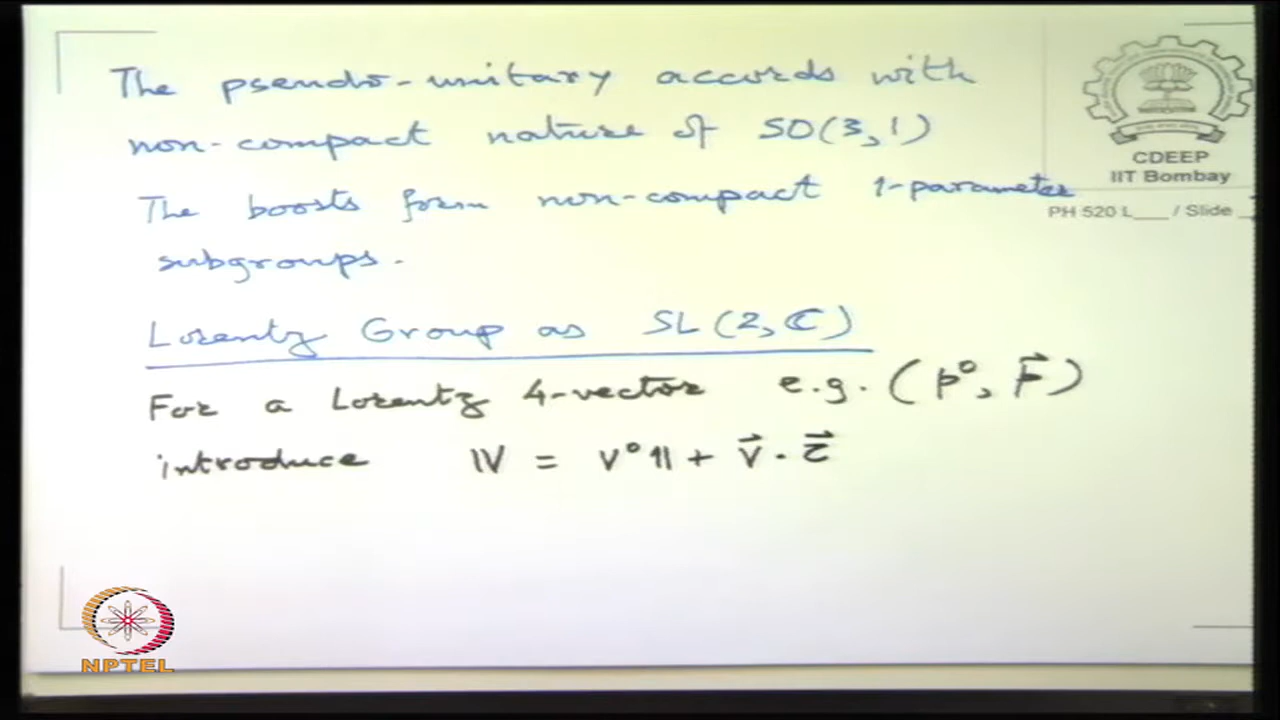 The pseudo-unitary accords with
non-compact nature of SO(3,1)
The boosts form non-compact 1-parameter
subgroups.
Lorentz Group as SL(2,ℂ)
For a Lorentz 4-vector e.g. (p⁰, p⃗)
introduce 𝕍 = v⁰𝟙 + v⃗ · τ⃗
CDEEP
IIT Bombay
PH 520 L___ / Slide
NPTEL